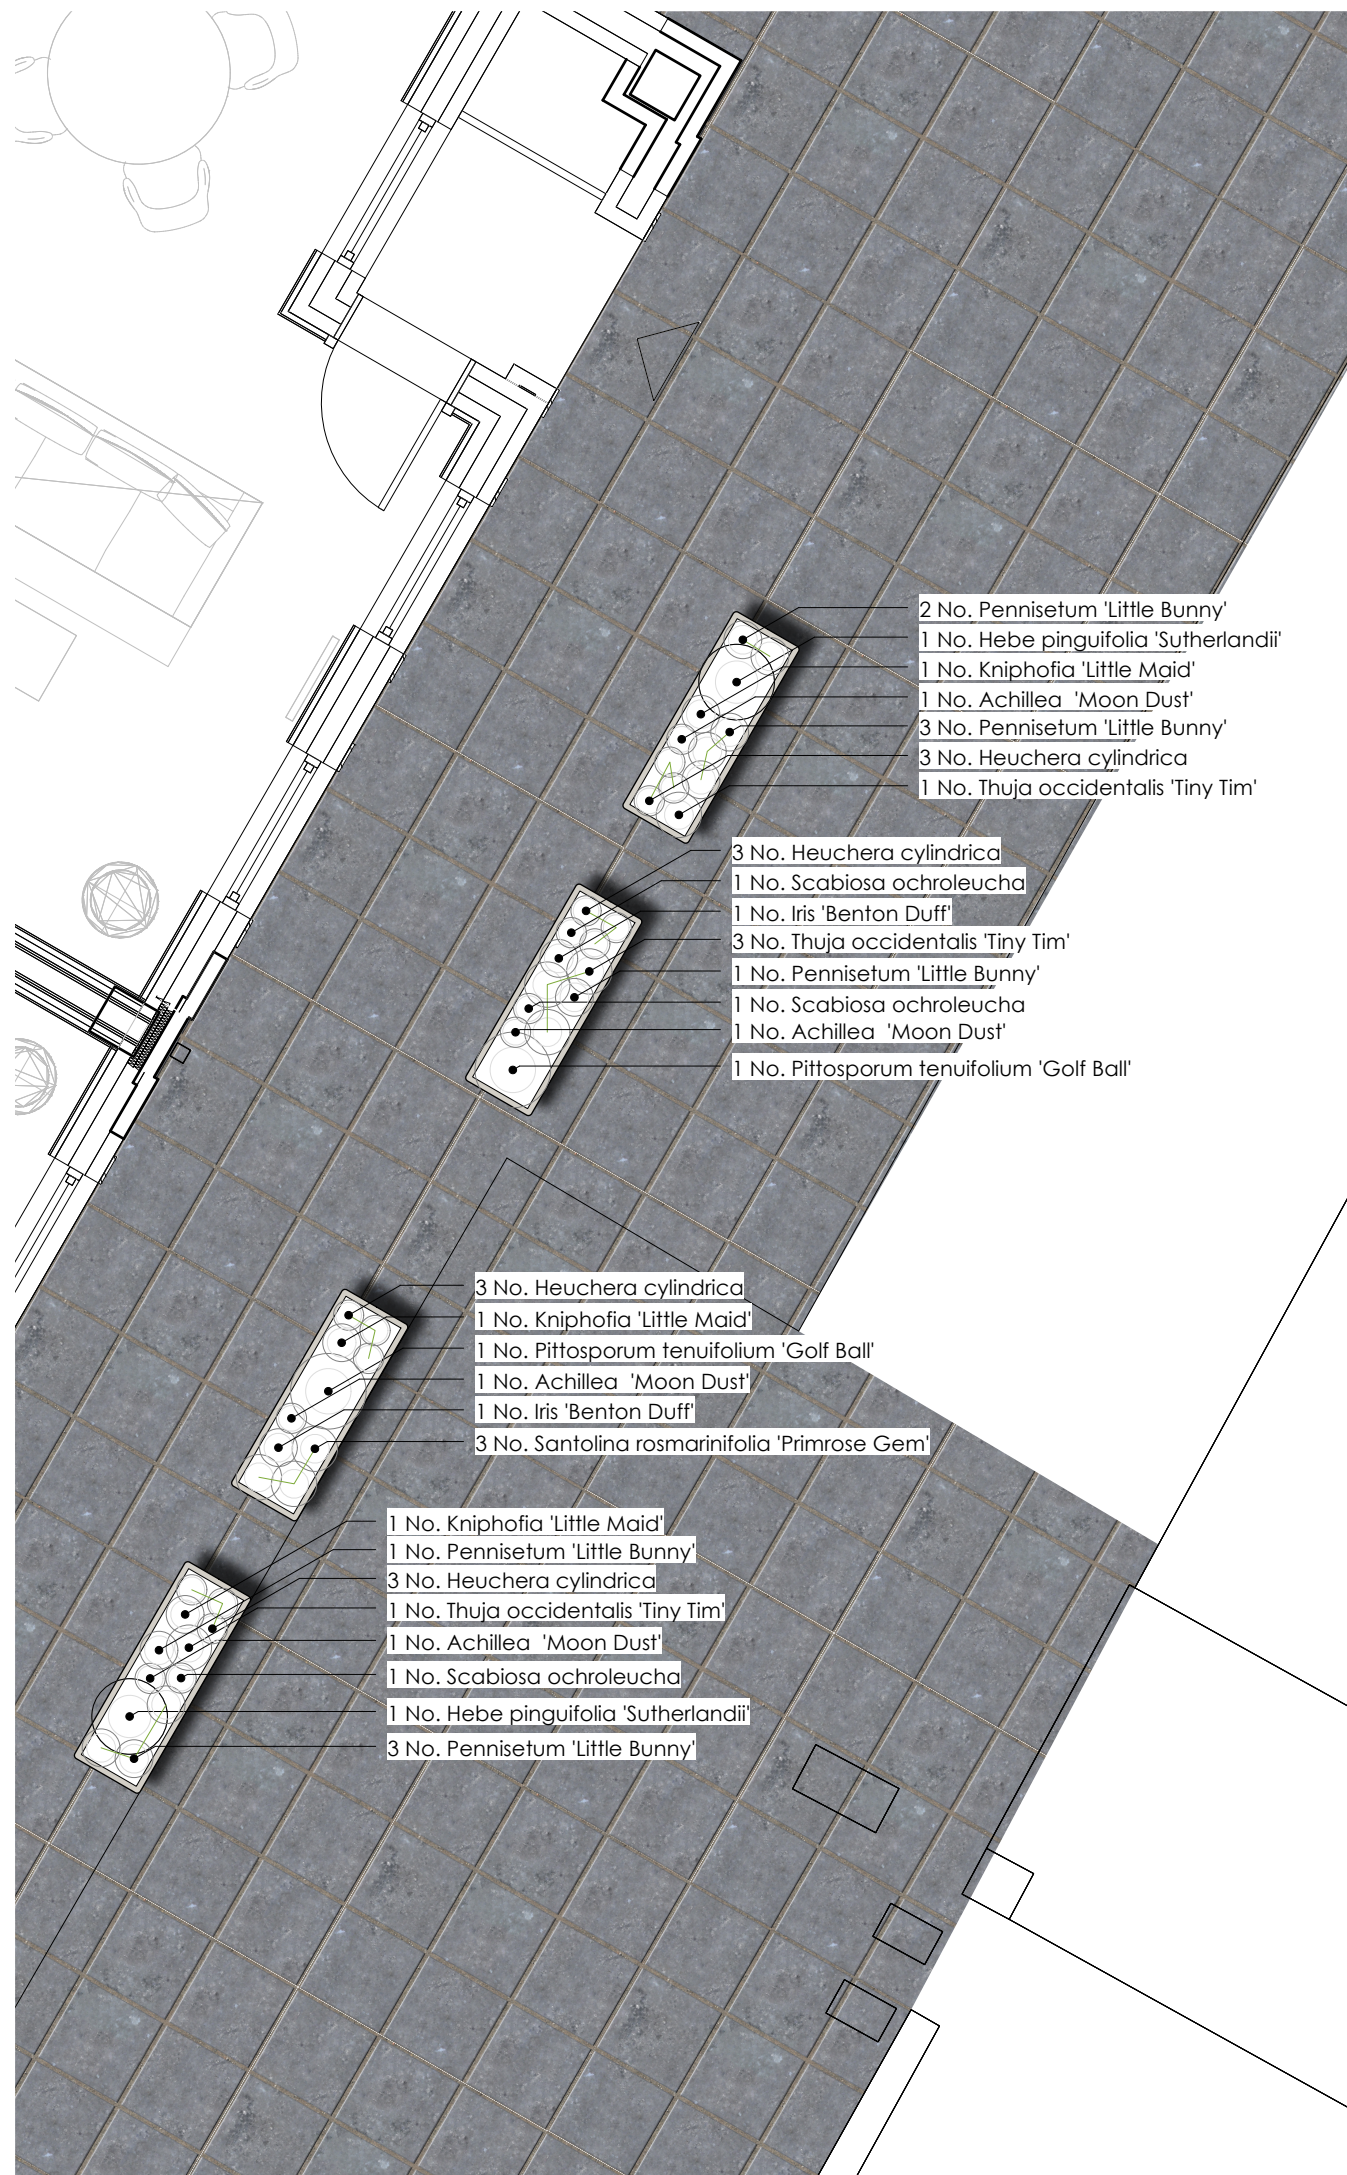 2 No. Pennisetum 'Little Bunny'
1 No. Hebe pinguifolia 'Sutherlandii'
1 No. Kniphofia 'Little Maid'
1 No. Achillea  'Moon Dust'
3 No. Pennisetum 'Little Bunny'
3 No. Heuchera cylindrica
1 No. Thuja occidentalis 'Tiny Tim'
3 No. Heuchera cylindrica
1 No. Scabiosa ochroleucha
1 No. Iris 'Benton Duff'
3 No. Thuja occidentalis 'Tiny Tim'
1 No. Pennisetum 'Little Bunny'
1 No. Scabiosa ochroleucha
1 No. Achillea  'Moon Dust'
1 No. Pittosporum tenuifolium 'Golf Ball'
3 No. Heuchera cylindrica
1 No. Kniphofia 'Little Maid'
1 No. Pittosporum tenuifolium 'Golf Ball'
1 No. Achillea  'Moon Dust'
1 No. Iris 'Benton Duff'
3 No. Santolina rosmarinifolia 'Primrose Gem'
1 No. Kniphofia 'Little Maid'
1 No. Pennisetum 'Little Bunny'
3 No. Heuchera cylindrica
1 No. Thuja occidentalis 'Tiny Tim'
1 No. Achillea  'Moon Dust'
1 No. Scabiosa ochroleucha
1 No. Hebe pinguifolia 'Sutherlandii'
3 No. Pennisetum 'Little Bunny'